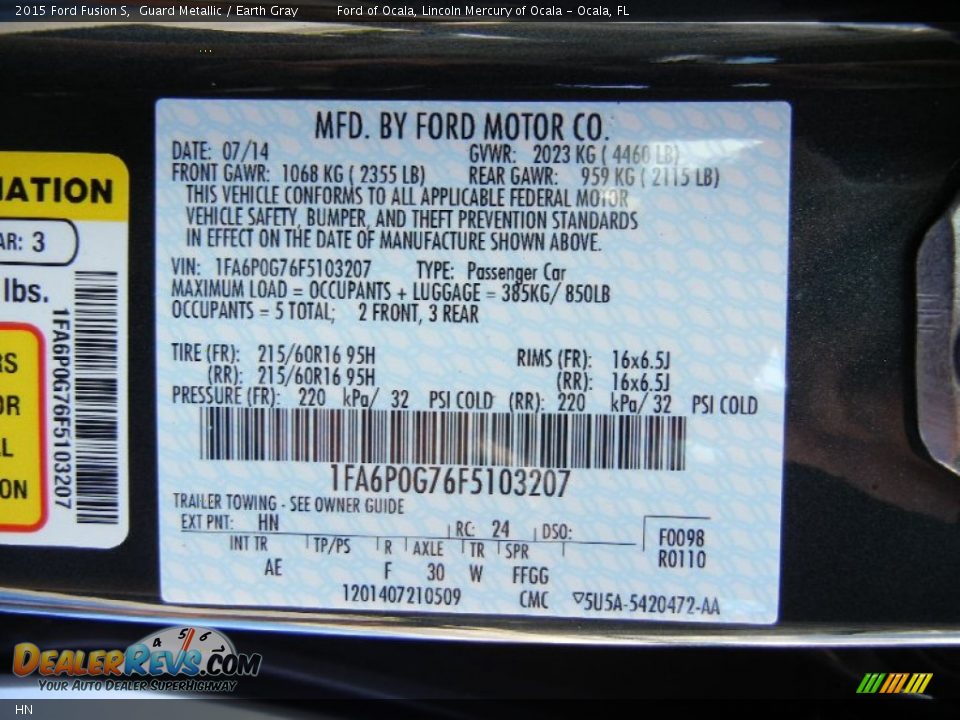 2015 Ford Fusion S,  Guard Metallic / Earth Gray    Ford of Ocala, Lincoln Mercury of Ocala - Ocala, FL
MFD. BY FORD MOTOR CO.
DATE: 07/14    GVWR: 2023 KG ( 4460 LB)
FRONT GAWR: 1068 KG ( 2355 LB)    REAR GAWR: 959 KG ( 2115 LB)
THIS VEHICLE CONFORMS TO ALL APPLICABLE FEDERAL MOTOR
VEHICLE SAFETY, BUMPER, AND THEFT PREVENTION STANDARDS
IN EFFECT ON THE DATE OF MANUFACTURE SHOWN ABOVE.
VIN: 1FA6P0G76F5103207    TYPE: Passenger Car
MAXIMUM LOAD = OCCUPANTS + LUGGAGE = 385KG/ 850LB
OCCUPANTS = 5 TOTAL;    2 FRONT, 3 REAR
TIRE (FR): 215/60R16 95H    RIMS (FR): 16x6.5J
(RR): 215/60R16 95H    (RR): 16x6.5J
PRESSURE (FR): 220 kPa/ 32 PSI COLD (RR): 220 kPa/ 32 PSI COLD
1FA6P0G76F5103207
TRAILER TOWING - SEE OWNER GUIDE
EXT PNT: HN    RC: 24    DSO:    F0098
INT TR    TP/PS    R    AXLE    TR    SPR    R0110
AE    F    30    W    FFGG
1201407210509    CMC    ▽5U5A-5420472-AA
MATION
AR: 3
lbs.
RS
OR
L
ON
1FA6P0G76F5103207
4 5 6
DEALERREVS.COM
YOUR AUTO DEALER SUPERHIGHWAY
HN